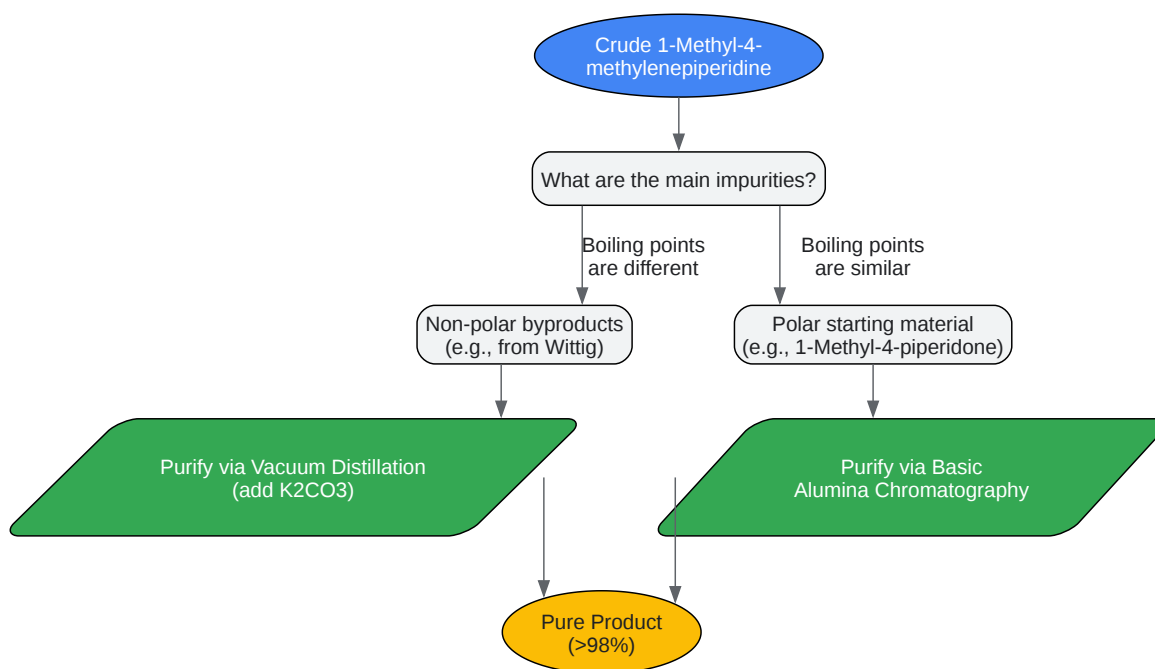 Crude 1-Methyl-4-
methylenepiperidine
What are the main impurities?
Boiling points
are different
Boiling points
are similar
Non-polar byproducts
(e.g., from Wittig)
Polar starting material
(e.g., 1-Methyl-4-piperidone)
Purify via Vacuum Distillation
(add K2CO3)
Purify via Basic
Alumina Chromatography
Pure Product
(>98%)